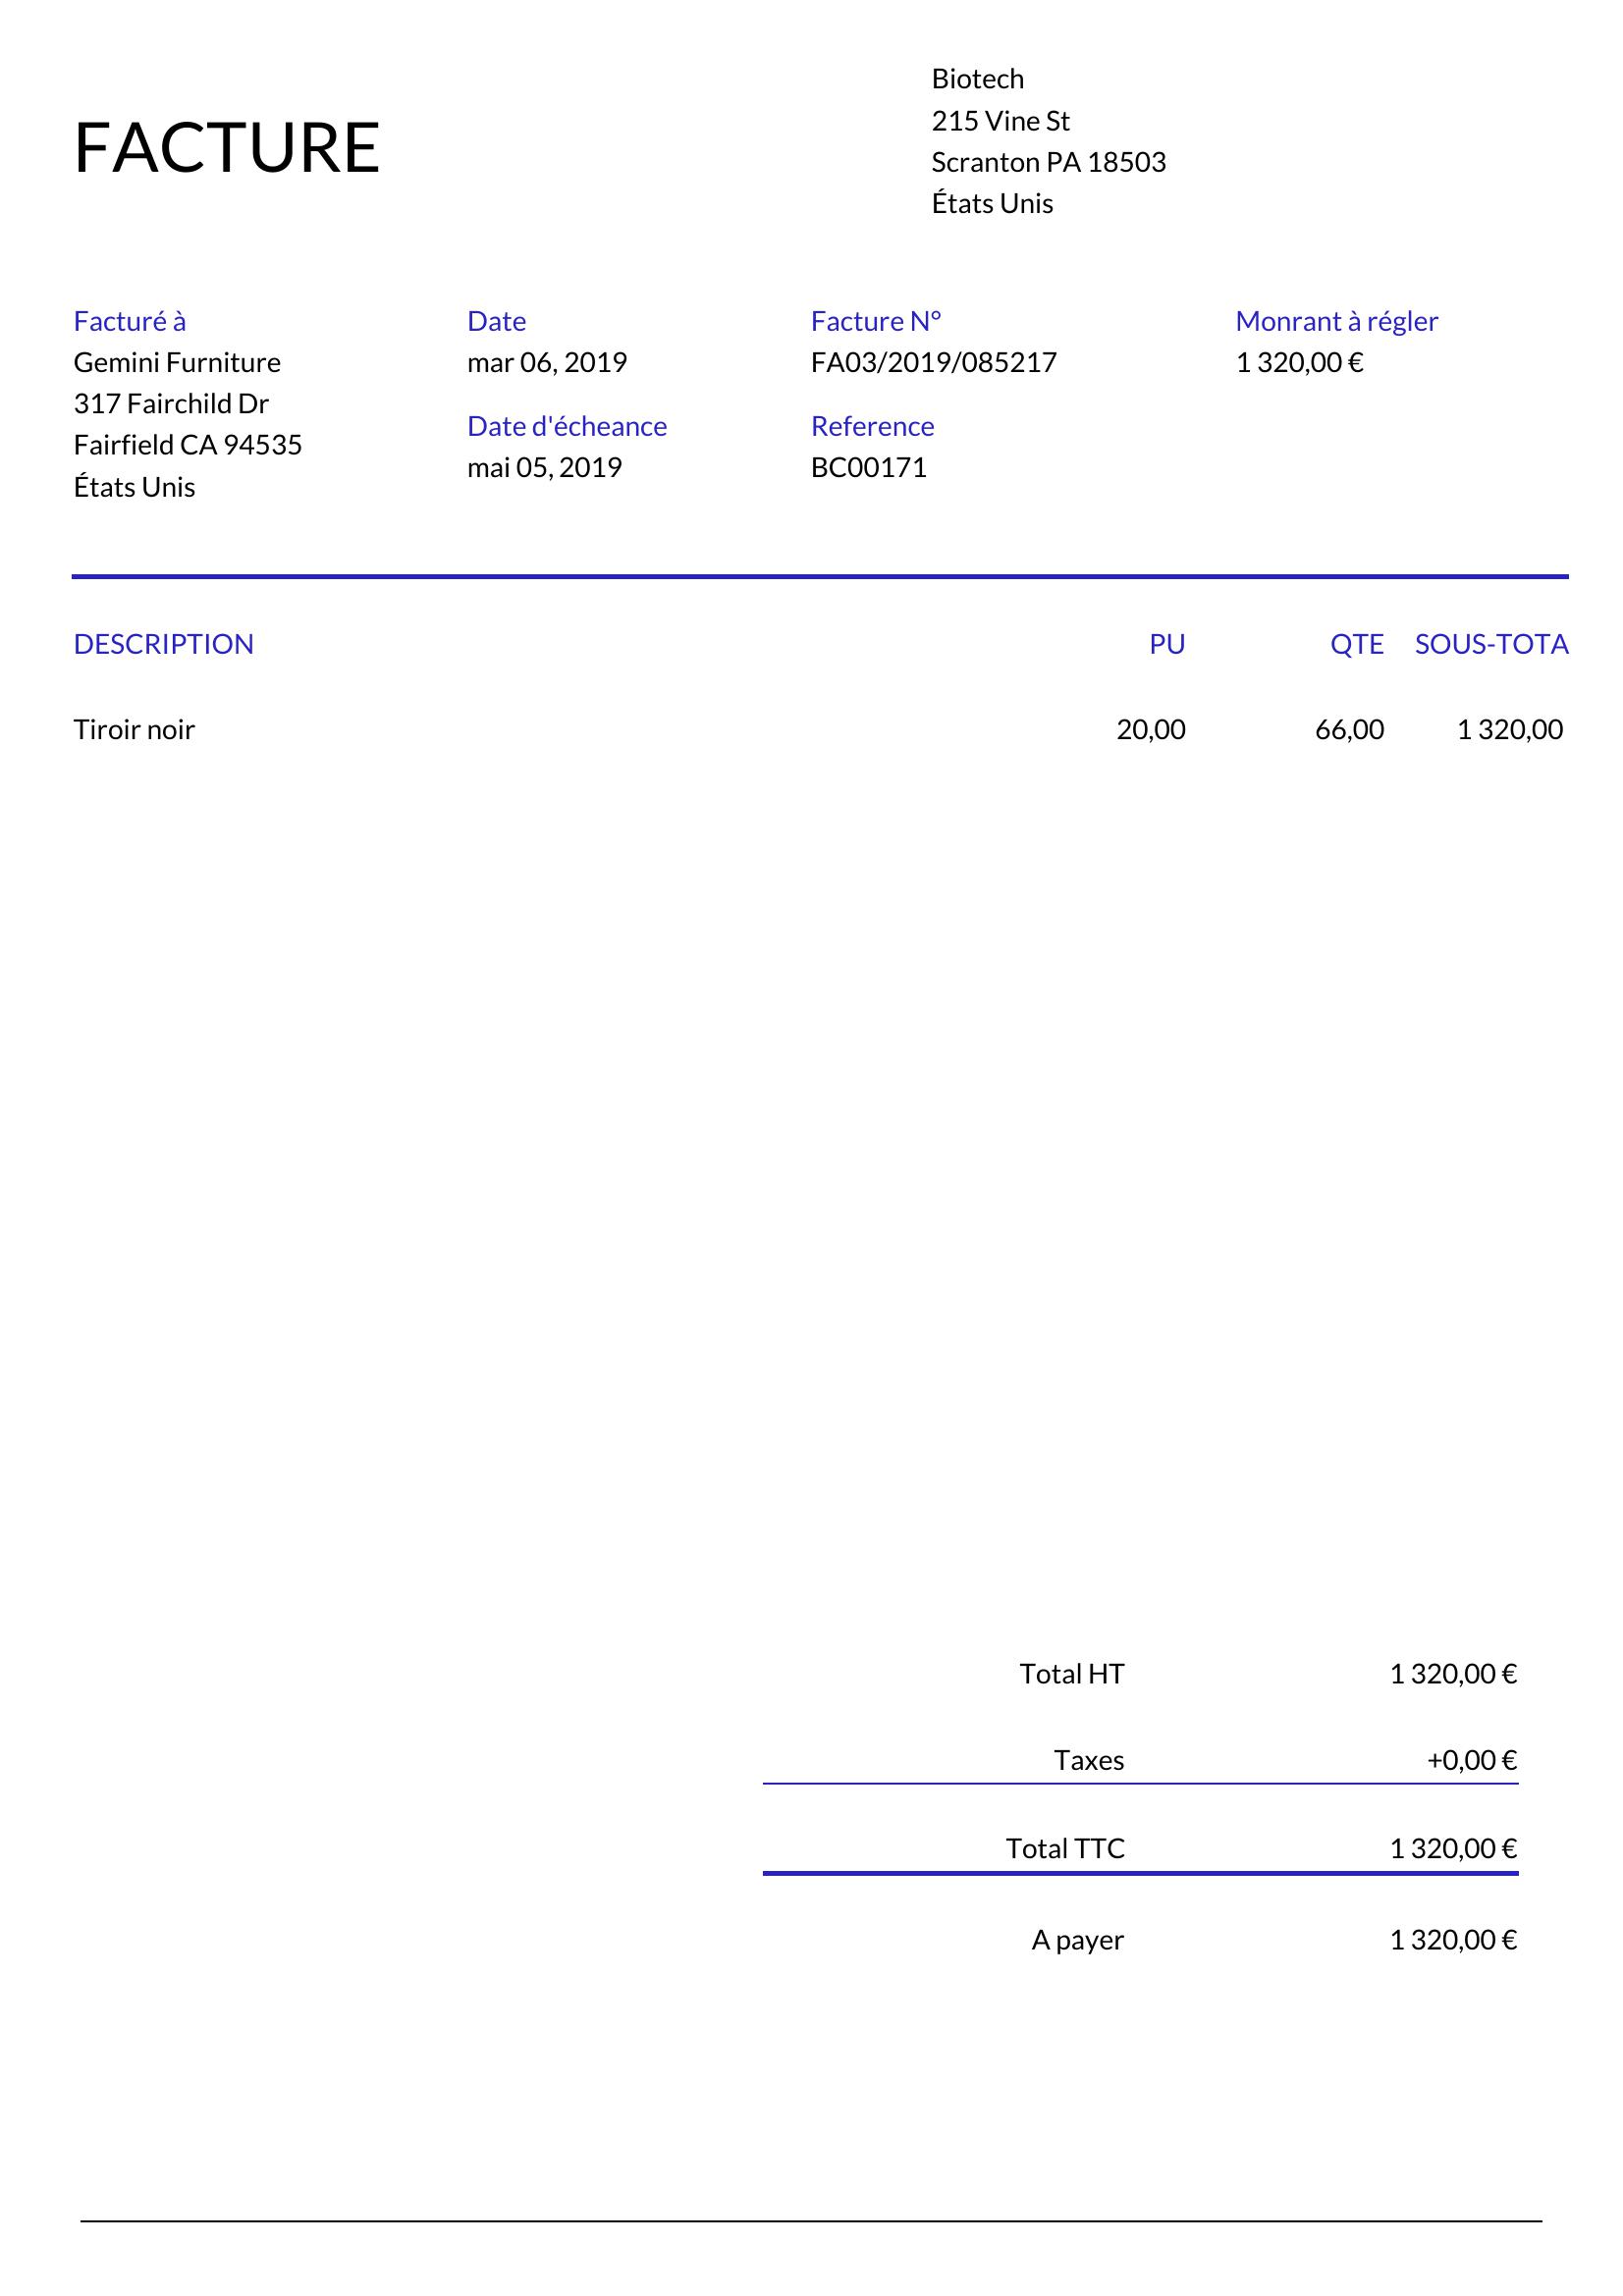 Biotech
215 Vine St
FACTURE
Scranton PA 18503
États Unis
Facturé à Date Facture N° Monrant à régler
Gemini Furniture mar 06, 2019 FA03/2019/085217 1 320,00 €
317 Fairchild Dr
Date d'écheance Reference
Fairfield CA 94535
mai 05, 2019 BC00171
États Unis
DESCRIPTION PU QTE SOUS-TOTA
Tiroir noir 20,00 66,00 1 320,00
Total HT 1 320,00 €
Taxes +0,00 €
Total TTC 1 320,00 €
A payer 1 320,00 €